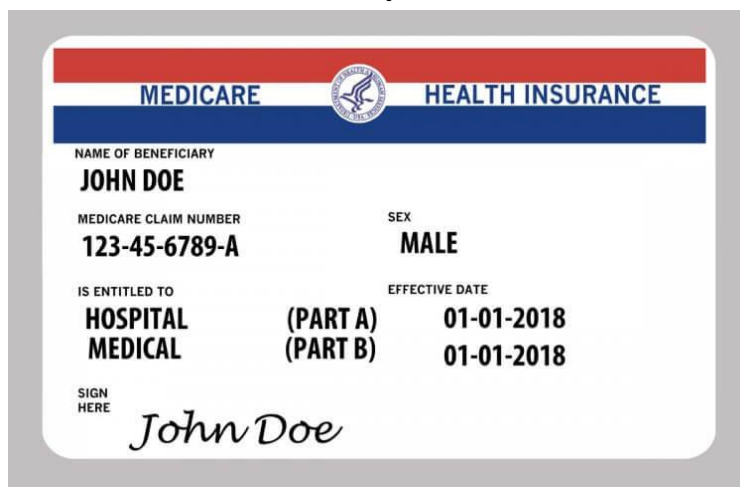 MEDICARE HEALTH INSURANCE
NAME OF BENEFICIARY
JOHN DOE
MEDICARE CLAIM NUMBER SEX
123-45-6789-A MALE
IS ENTITLED TO EFFECTIVE DATE
HOSPITAL (PART A) 01-01-2018
MEDICAL (PART B) 01-01-2018
SIGN
HERE
John Doe